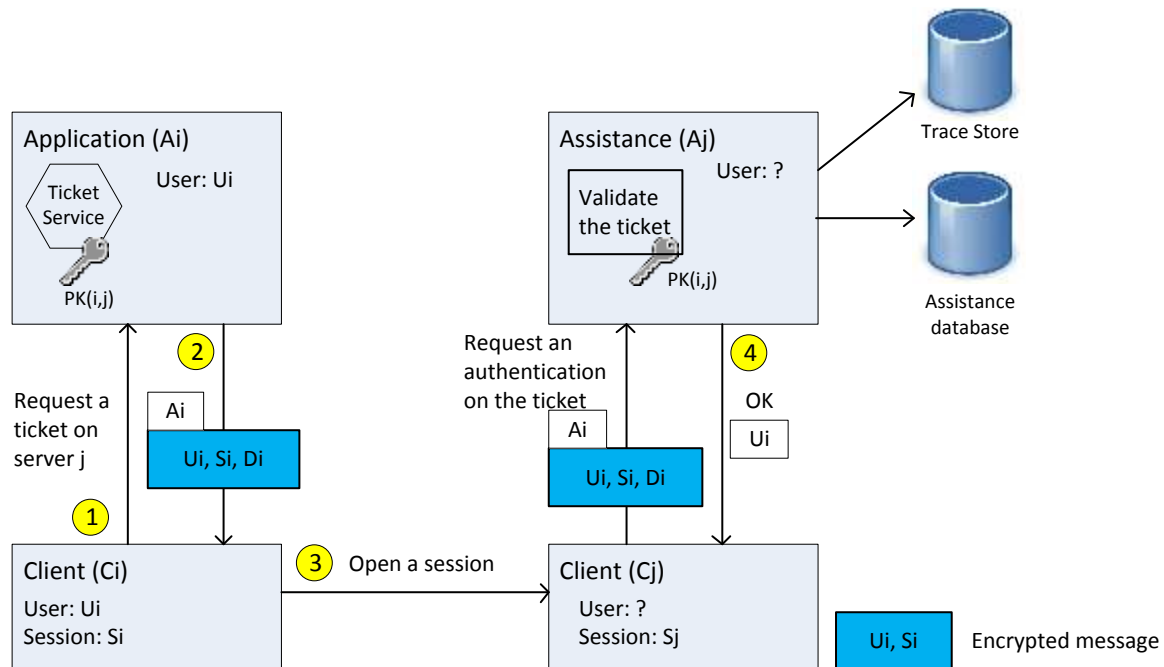 Application (Ai)
Ticket
Service
User: Ui
PK(i,j)
Assistance (Aj)
User: ?
Validate
the ticket
PK(i,j)
Trace Store
Assistance
database
2
Request a
ticket on
server j
Ai
Ui, Si, Di
1
Request an
authentication
on the ticket
4
OK
Ui
Ai
Ui, Si, Di
Client (Ci)
User: Ui
Session: Si
3
Open a session
Client (Cj)
User: ?
Session: Sj
Ui, Si
Encrypted message